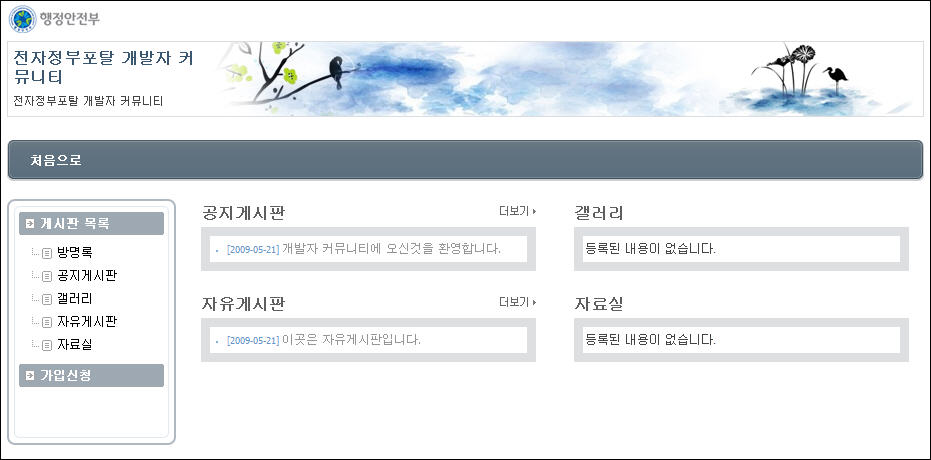 행정안전부
전자정부포탈 개발자 커
뮤니티
전자정부포탈 개발자 커뮤니티
처음으로
게시판 목록
방명록
공지게시판
갤러리
자유게시판
자료실
가입신청
공지게시판 더보기
[2009-05-21] 개발자 커뮤니티에 오신것을 환영합니다.
갤러리
등록된 내용이 없습니다.
자유게시판 더보기
[2009-05-21] 이곳은 자유게시판입니다.
자료실
등록된 내용이 없습니다.